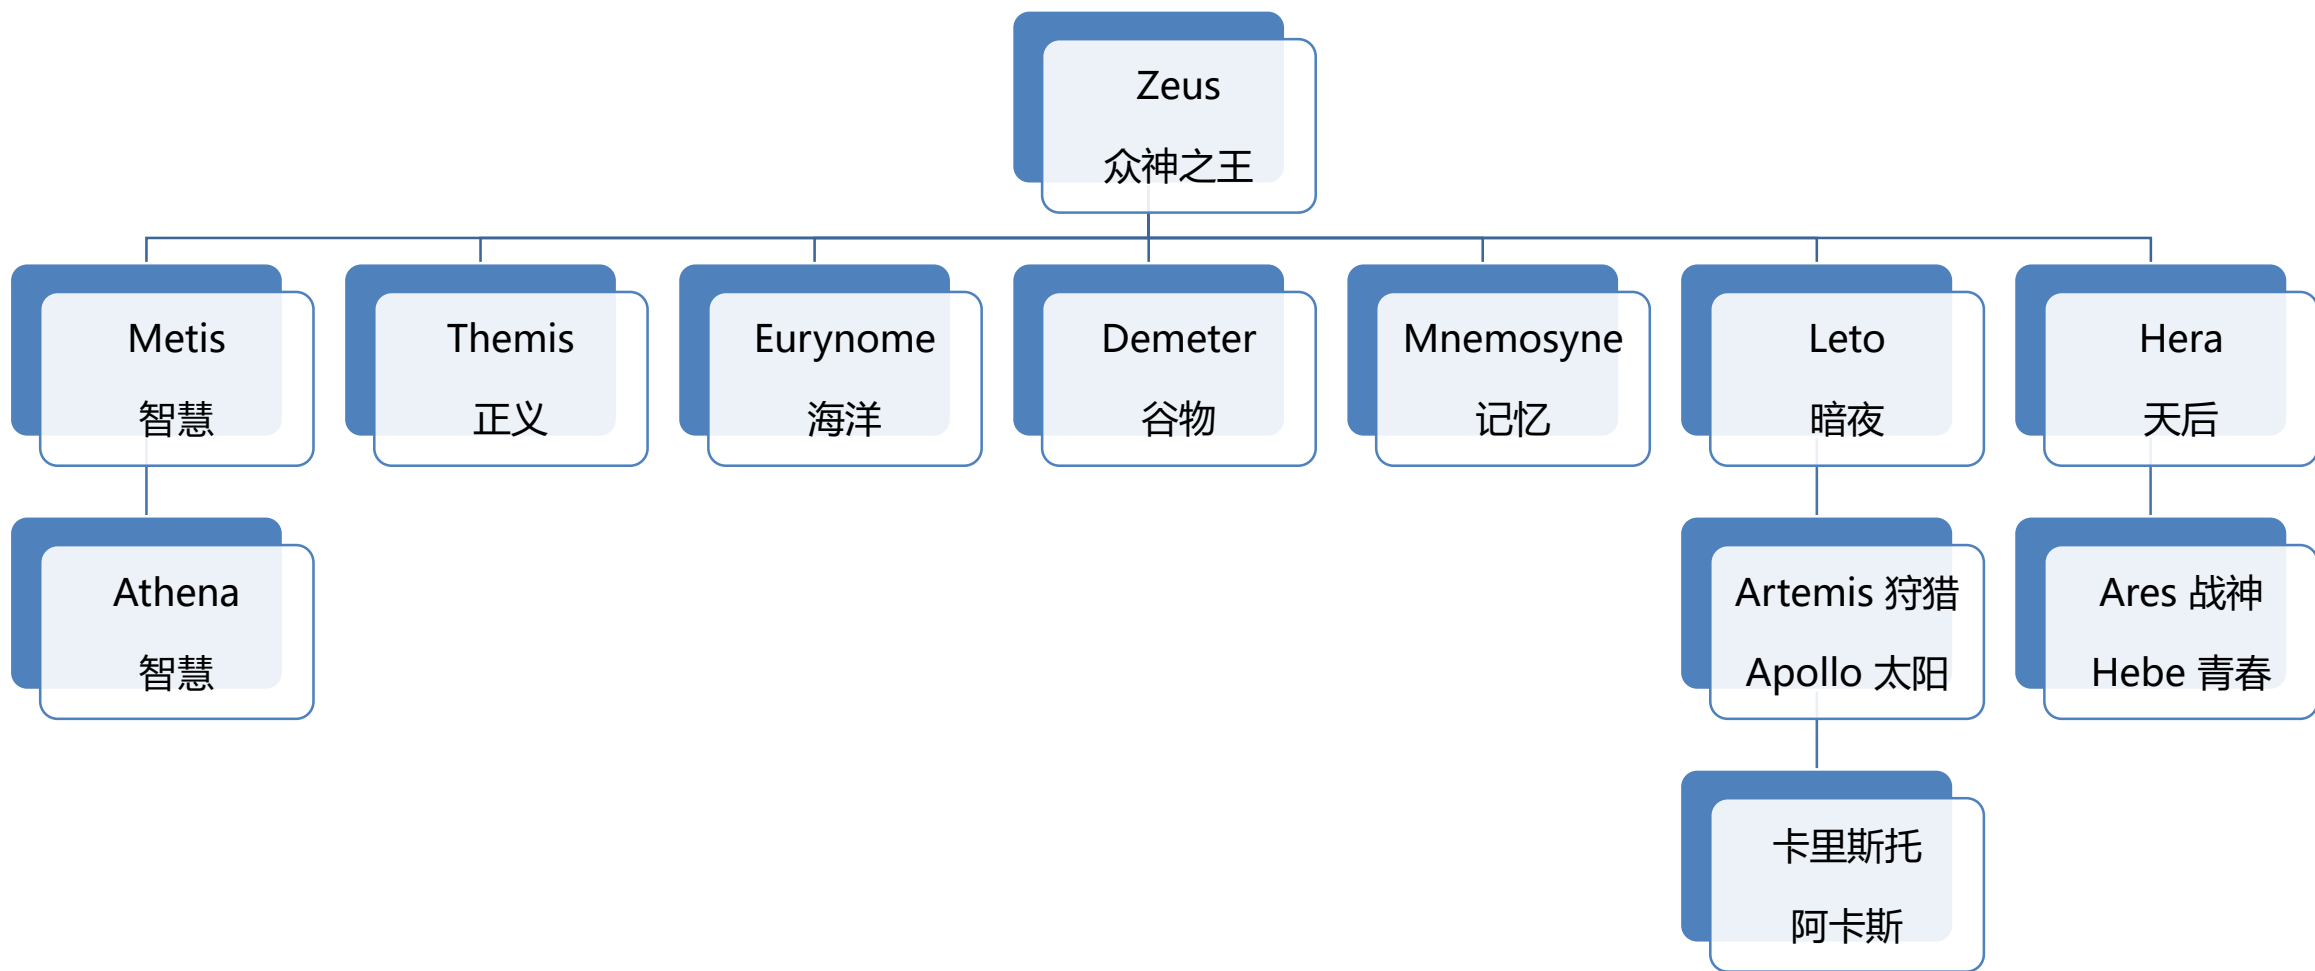 Zeus
众神之王
Metis
智慧
Themis
正义
Eurynome
海洋
Demeter
谷物
Mnemosyne
记忆
Leto
暗夜
Hera
天后
Athena
智慧
Artemis 狩猎
Apollo 太阳
Ares 战神
Hebe 青春
卡里斯托
阿卡斯